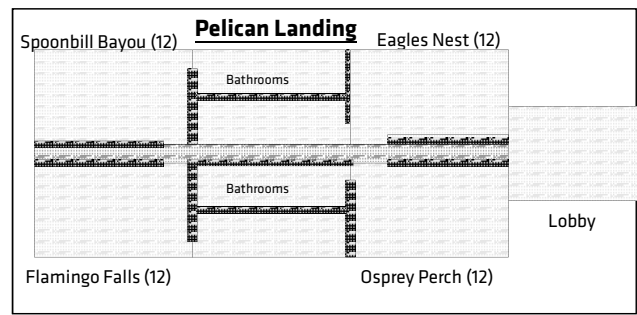 Pelican Landing
Spoonbill Bayou (12)
Eagles Nest (12)
Bathrooms
Bathrooms
Lobby
Flamingo Falls (12)
Osprey Perch (12)